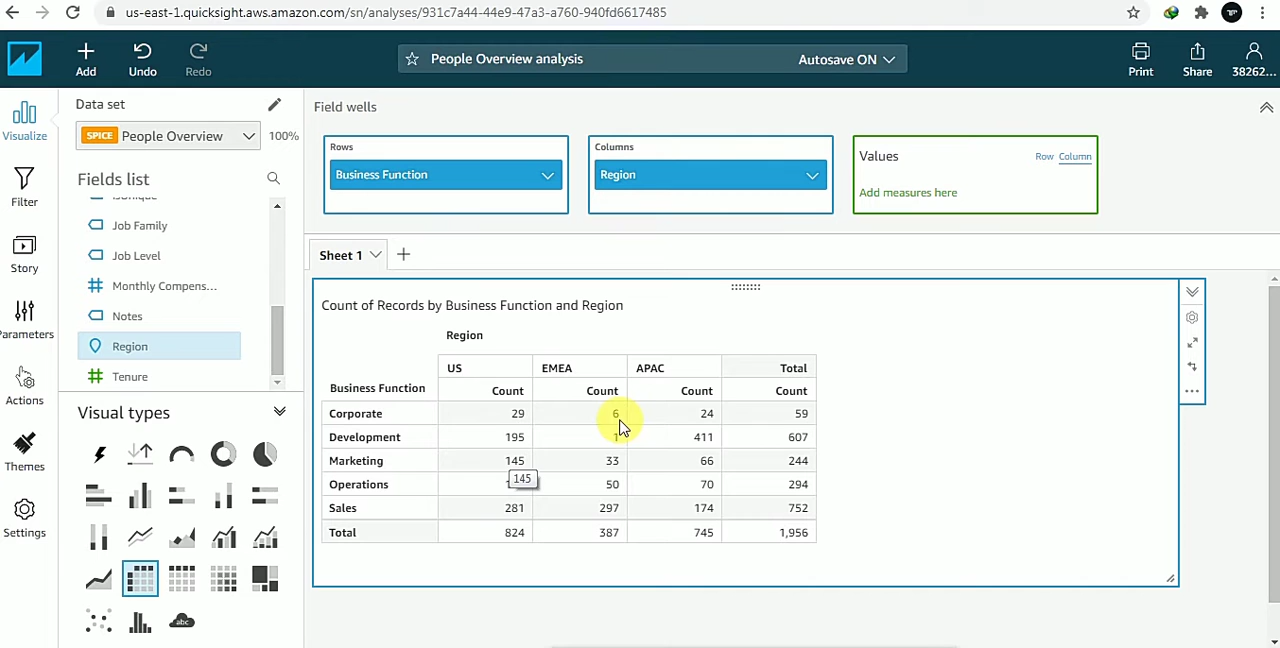 us-east-1.quicksight.aws.amazon.com/sn/analyses/931c7a44-44e9-47a3-a760-940fd6617485
Add
Undo
Redo
People Overview analysis
Autosave ON
Print
Share
38262...
Visualize
Filter
Story
Parameters
Actions
Themes
Settings
Data set
SPICE People Overview 100%
Fields list
Job Family
Job Level
Monthly Compens...
Notes
Region
Tenure
Visual types
abc
Field wells
Rows
Business Function
Columns
Region
Values Row Column
Add measures here
Sheet 1
Count of Records by Business Function and Region
Region
US EMEA APAC Total
Business Function Count Count Count Count
Corporate 29 6 24 59
Development 195 1 411 607
Marketing 145 33 66 244
145
Operations 50 70 294
Sales 281 297 174 752
Total 824 387 745 1,956